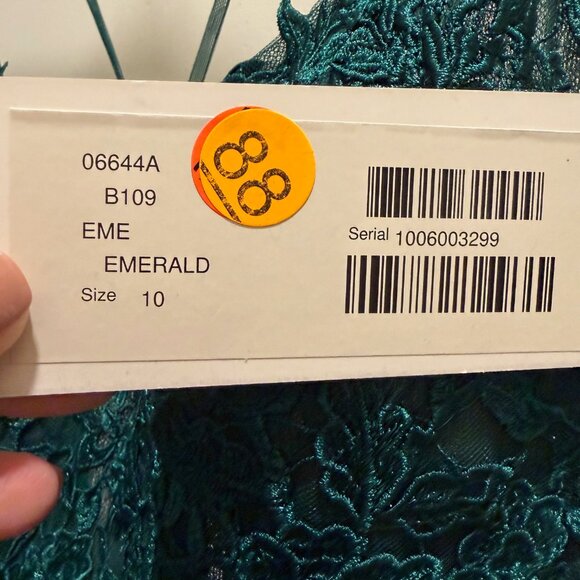 06644A
B109
EME
EMERALD
Size 10
88
Serial 1006003299